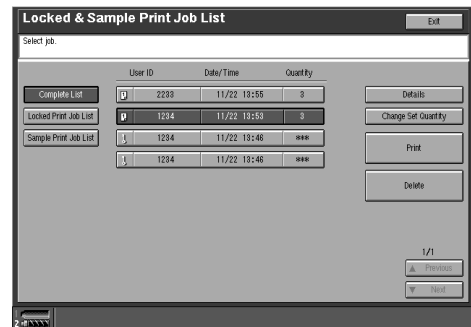 Locked & Sample Print Job List
Exit
Select job.
User ID Date/Time Quantity
Complete List
2233 11/22 13:55 3
Details
Locked Print Job List
1234 11/22 13:53 3
Change Set Quantity
Sample Print Job List
1234 11/22 13:46 ***
Print
1234 11/22 13:46 ***
Delete
1/1
▲ Previous
▼ Next
1
2